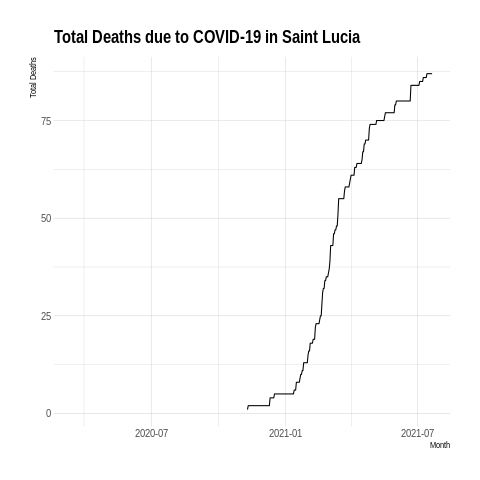 Total Deaths due to COVID-19 in Saint Lucia
Total Deaths
75
50
25
0
2020-07
2021-01
2021-07
Month